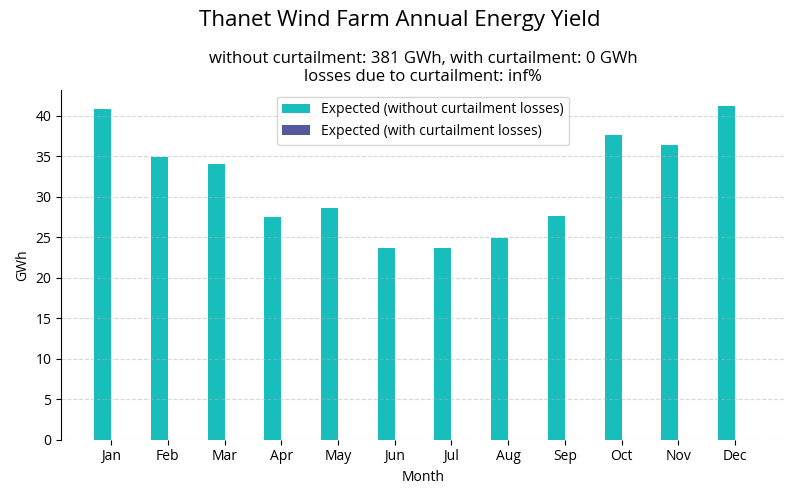 Thanet Wind Farm Annual Energy Yield
without curtailment: 381 GWh, with curtailment: 0 GWh
losses due to curtailment: inf%
Expected (without curtailment losses)
Expected (with curtailment losses)
GWh
40
35
30
25
20
15
10
5
0
Jan Feb Mar Apr May Jun Jul Aug Sep Oct Nov Dec
Month